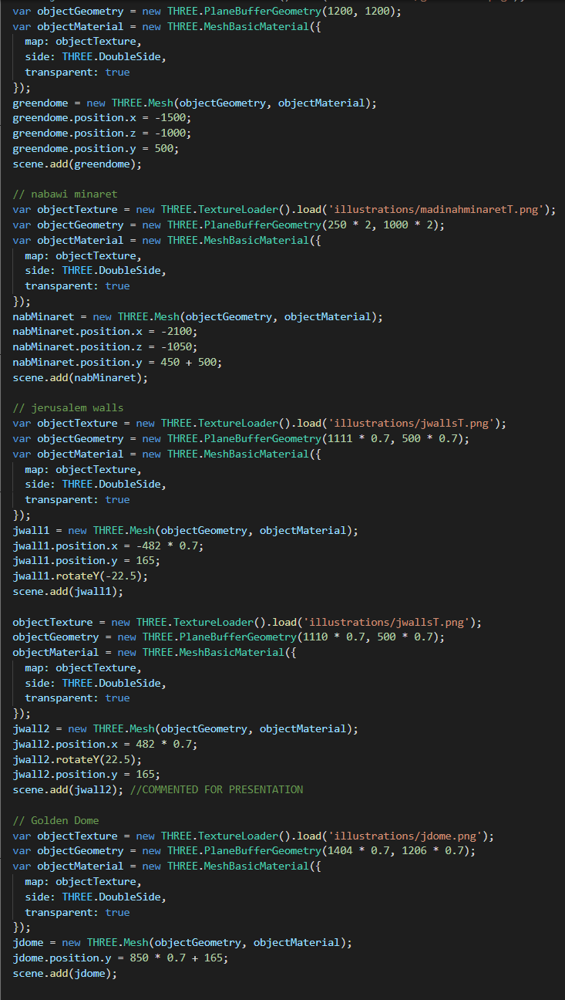 var objectGeometry = new THREE.PlaneBufferGeometry(1200, 1200);
var objectMaterial = new THREE.MeshBasicMaterial({
  map: objectTexture,
  side: THREE.DoubleSide,
  transparent: true
});
greendome = new THREE.Mesh(objectGeometry, objectMaterial);
greendome.position.x = -1500;
greendome.position.z = -1000;
greendome.position.y = 500;
scene.add(greendome);

// nabawi minaret
var objectTexture = new THREE.TextureLoader().load('illustrations/madinahminaretT.png');
var objectGeometry = new THREE.PlaneBufferGeometry(250 * 2, 1000 * 2);
var objectMaterial = new THREE.MeshBasicMaterial({
  map: objectTexture,
  side: THREE.DoubleSide,
  transparent: true
});
nabMinaret = new THREE.Mesh(objectGeometry, objectMaterial);
nabMinaret.position.x = -2100;
nabMinaret.position.z = -1050;
nabMinaret.position.y = 450 + 500;
scene.add(nabMinaret);

// jerusalem walls
var objectTexture = new THREE.TextureLoader().load('illustrations/jwallsT.png');
var objectGeometry = new THREE.PlaneBufferGeometry(1111 * 0.7, 500 * 0.7);
var objectMaterial = new THREE.MeshBasicMaterial({
  map: objectTexture,
  side: THREE.DoubleSide,
  transparent: true
});
jwall1 = new THREE.Mesh(objectGeometry, objectMaterial);
jwall1.position.x = -482 * 0.7;
jwall1.position.y = 165;
jwall1.rotateY(-22.5);
scene.add(jwall1);

objectTexture = new THREE.TextureLoader().load('illustrations/jwallsT.png');
objectGeometry = new THREE.PlaneBufferGeometry(1110 * 0.7, 500 * 0.7);
objectMaterial = new THREE.MeshBasicMaterial({
  map: objectTexture,
  side: THREE.DoubleSide,
  transparent: true
});
jwall2 = new THREE.Mesh(objectGeometry, objectMaterial);
jwall2.position.x = 482 * 0.7;
jwall2.rotateY(22.5);
jwall2.position.y = 165;
scene.add(jwall2); //COMMENTED FOR PRESENTATION

// Golden Dome
var objectTexture = new THREE.TextureLoader().load('illustrations/jdome.png');
var objectGeometry = new THREE.PlaneBufferGeometry(1404 * 0.7, 1206 * 0.7);
var objectMaterial = new THREE.MeshBasicMaterial({
  map: objectTexture,
  side: THREE.DoubleSide,
  transparent: true
});
jdome = new THREE.Mesh(objectGeometry, objectMaterial);
jdome.position.y = 850 * 0.7 + 165;
scene.add(jdome);